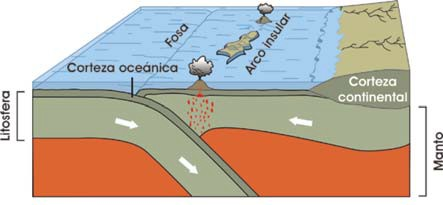 Fosa
Arco insular
Corteza oceánica
Corteza
continental
Litosfera
Manto